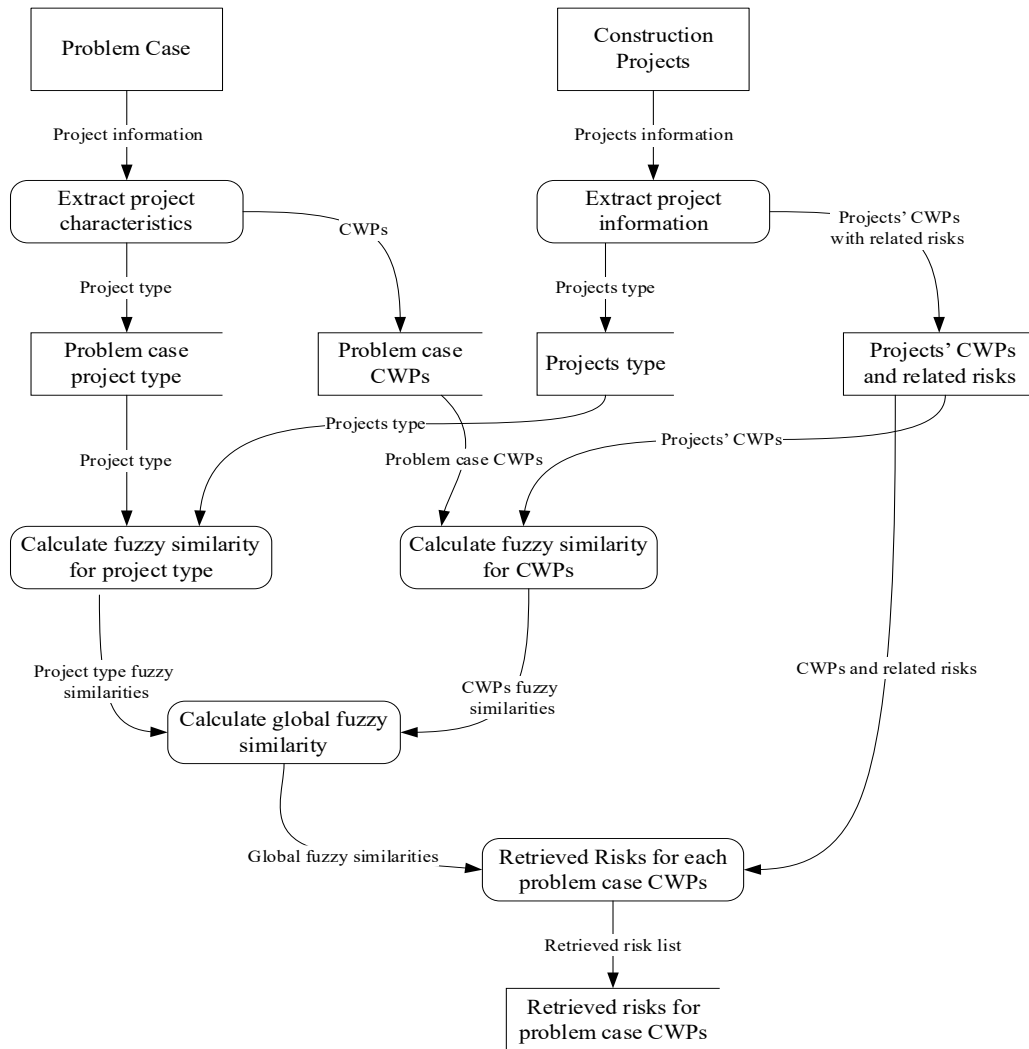 Problem Case
Construction
Projects
Project information
Projects information
Extract project
characteristics
Extract project
information
CWPs
Projects’ CWPs
with related risks
Project type
Projects type
Problem case
project type
Problem case
CWPs
Projects type
Projects’ CWPs
and related risks
Projects type
Projects’ CWPs
Project type
Problem case CWPs
Calculate fuzzy similarity
for project type
Calculate fuzzy similarity
for CWPs
Project type fuzzy
similarities
CWPs fuzzy
similarities
CWPs and related risks
Calculate global fuzzy
similarity
Global fuzzy similarities
Retrieved Risks for each
problem case CWPs
Retrieved risk list
Retrieved risks for
problem case CWPs